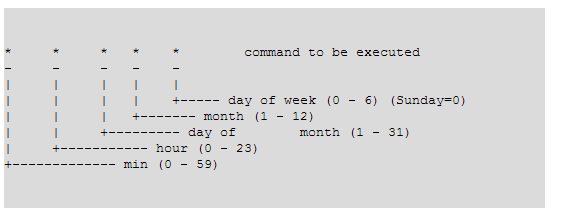 *     *     *   *    *        command to be executed
-     -     -   -    -
|     |     |   |    |
|     |     |   |    +----- day of week (0 - 6) (Sunday=0)
|     |     |   +------- month (1 - 12)
|     |     +--------- day of        month (1 - 31)
|     +----------- hour (0 - 23)
+------------- min (0 - 59)